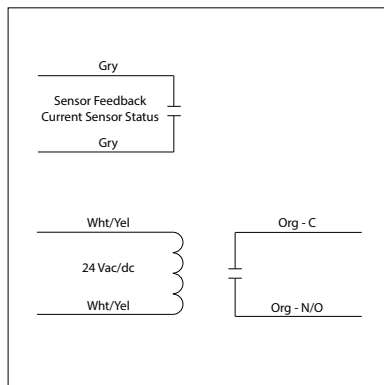 Gry
Sensor Feedback
Current Sensor Status
Gry
Wht/Yel
Org - C
24 Vac/dc
Wht/Yel
Org - N/O